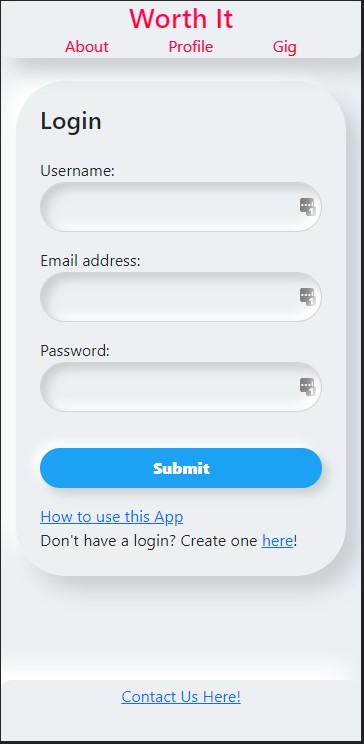 Worth It
About Profile Gig
Login
Username:
Email address:
Password:
Submit
How to use this App
Don't have a login? Create one here!
Contact Us Here!